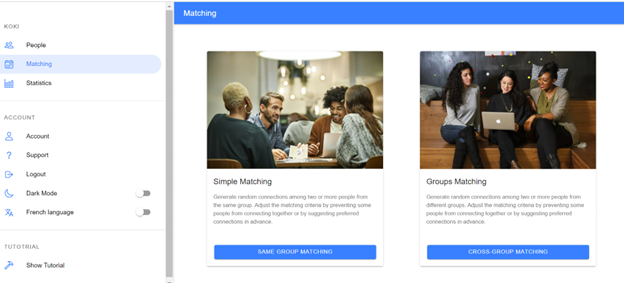 KOKI
People
Matching
Statistics
ACCOUNT
Account
Support
Logout
Dark Mode
French language
TUTOTRIAL
Show Tutorial
Matching
Simple Matching
Generate random connections among two or more people from
the same group. Adjust the matching criteria by preventing some
people from connecting together or by suggesting preferred
connections in advance.
SAME GROUP MATCHING
Groups Matching
Generate random connections among two or more people from
different groups. Adjust the matching criteria by preventing some
people from connecting together or by suggesting preferred
connections in advance.
CROSS-GROUP MATCHING